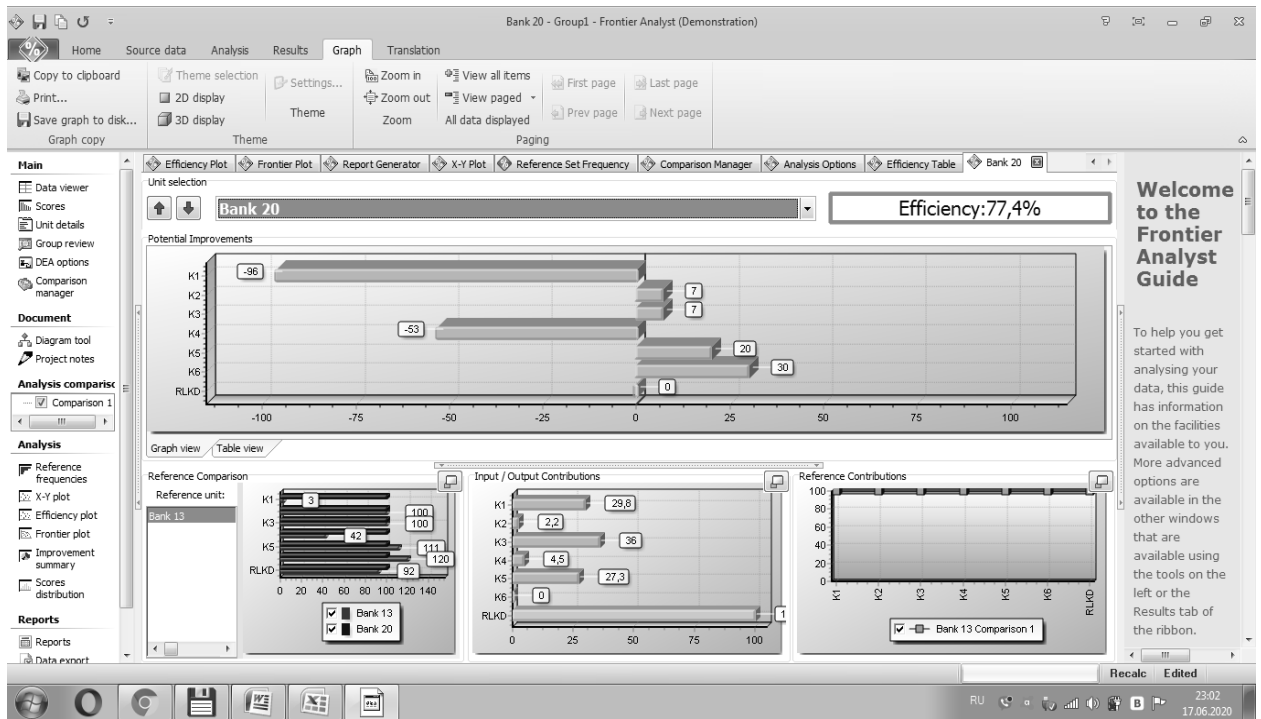 Bank 20 - Group1 - Frontier Analyst (Demonstration)
Home Source data Analysis Results Graph Translation
Copy to clipboard
Print...
Save graph to disk...
Graph copy
Theme selection
2D display
3D display
Settings...
Theme
Theme
Zoom in
Zoom out
Zoom
View all items
View paged
All data displayed
First page
Last page
Prev page
Next page
Paging
Main
Data viewer
Scores
Unit details
Group review
DEA options
Comparison
manager
Document
Diagram tool
Project notes
Analysis compariso
Comparison 1
Analysis
Reference
frequencies
X-Y plot
Efficiency plot
Frontier plot
Improvement
summary
Scores
distribution
Reports
Reports
Data export
Efficiency Plot Frontier Plot Report Generator X-Y Plot Reference Set Frequency Comparison Manager Analysis Options Efficiency Table Bank 20
Unit selection
Bank 20
Efficiency:77,4%
Potential Improvements
K1 -96
K2 7
K3 7
K4 -53
K5 20
K6 30
RLKD 0
-100 -75 -50 -25 0 25 50 75 100
Graph view Table view
Reference Comparison
Reference unit:
Bank 13
K1 3
100
K3 100
42
K5 111
120
RLKD 92
0 20 40 60 80 100 120 140
Bank 13
Bank 20
Input / Output Contributions
K1 29,8
K2 2,2
K3 36
K4 4,5
K5 27,3
K6 0
RLKD 1
0 25 50 75 100
Reference Contributions
100
80
60
40
20
0
K1 K2 K3 K4 K5 K6 RLKD
Bank 13 Comparison 1
Welcome
to the
Frontier
Analyst
Guide
To help you get
started with
analysing your
data, this guide
has information
on the facilities
available to you.
More advanced
options are
available in the
other windows
that are
available using
the tools on the
left or the
Results tab of
the ribbon.
Recalc Edited
RU
23:02
17.06.2020